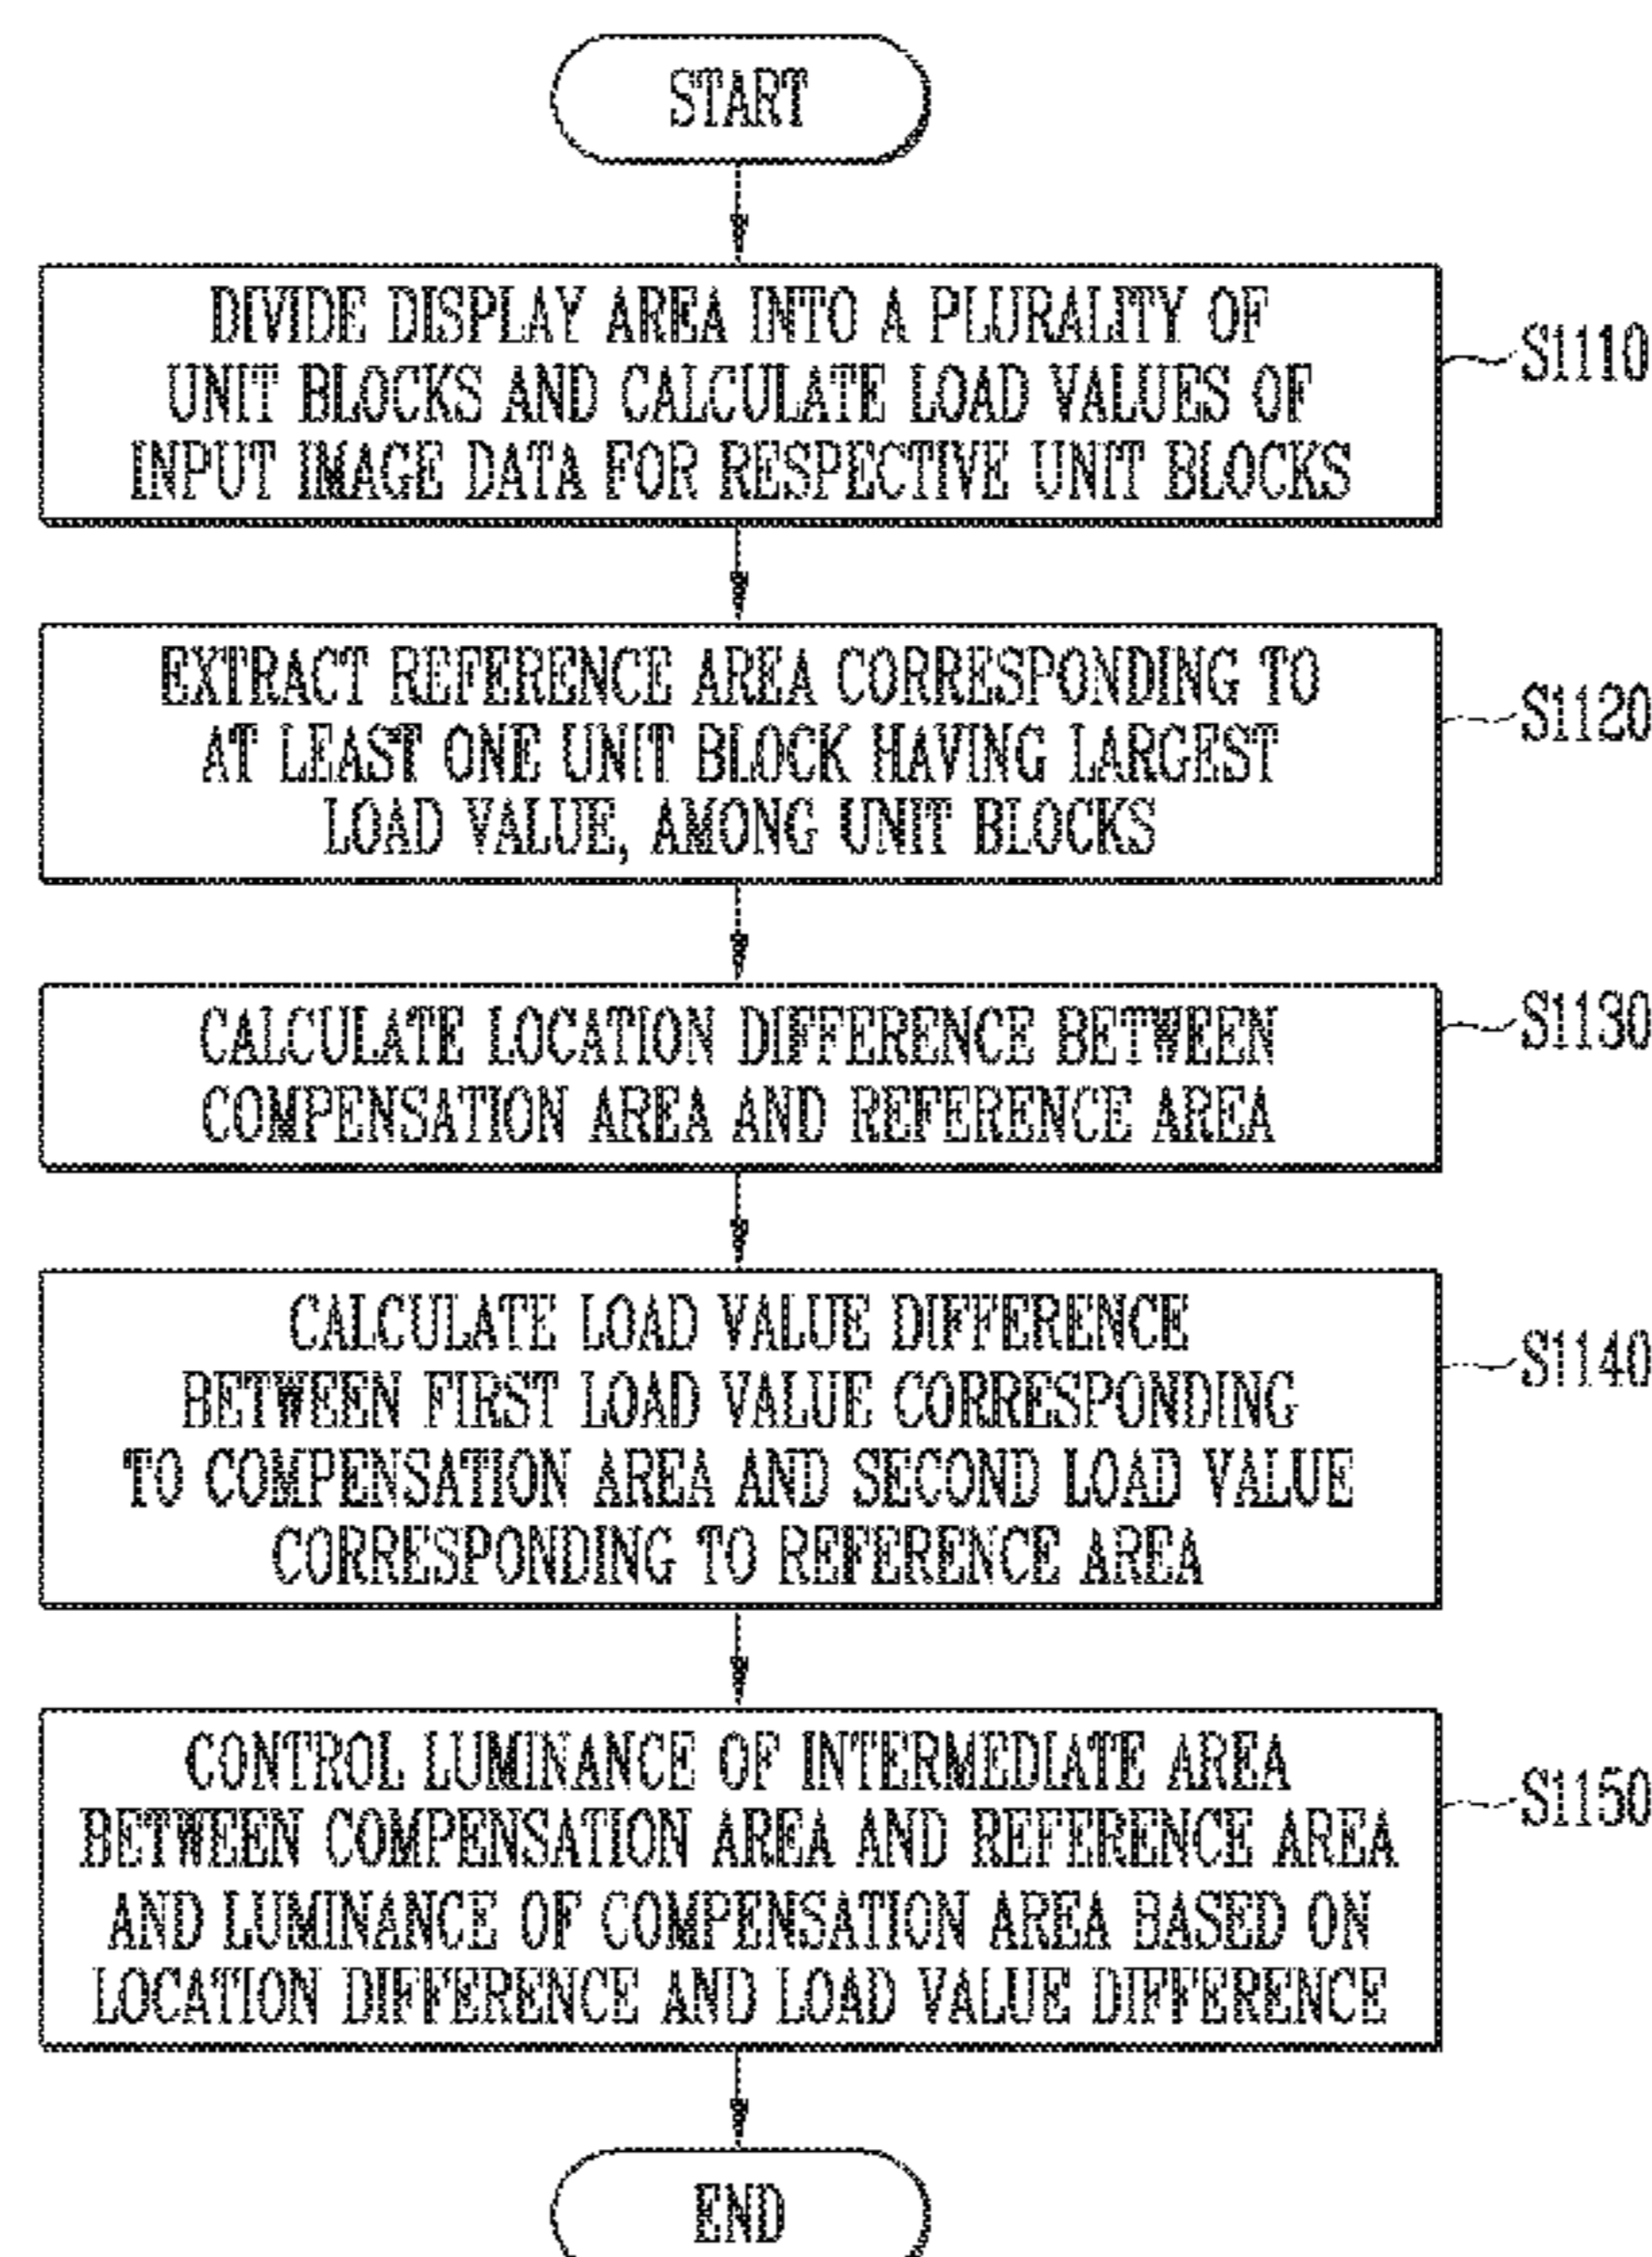 START
DIVIDE DISPLAY AREA INTO A PLURALITY OF
UNIT BLOCKS AND CALCULATE LOAD VALUES OF
INPUT IMAGE DATA FOR RESPECTIVE UNIT BLOCKS
S1110
EXTRACT REFERENCE AREA CORRESPONDING TO
AT LEAST ONE UNIT BLOCK HAVING LARGEST
LOAD VALUE, AMONG UNIT BLOCKS
S1120
CALCULATE LOCATION DIFFERENCE BETWEEN
COMPENSATION AREA AND REFERENCE AREA
S1130
CALCULATE LOAD VALUE DIFFERENCE
BETWEEN FIRST LOAD VALUE CORRESPONDING
TO COMPENSATION AREA AND SECOND LOAD VALUE
CORRESPONDING TO REFERENCE AREA
S1140
CONTROL LUMINANCE OF INTERMEDIATE AREA
BETWEEN COMPENSATION AREA AND REFERENCE AREA
AND LUMINANCE OF COMPENSATION AREA BASED ON
LOCATION DIFFERENCE AND LOAD VALUE DIFFERENCE
S1150
END